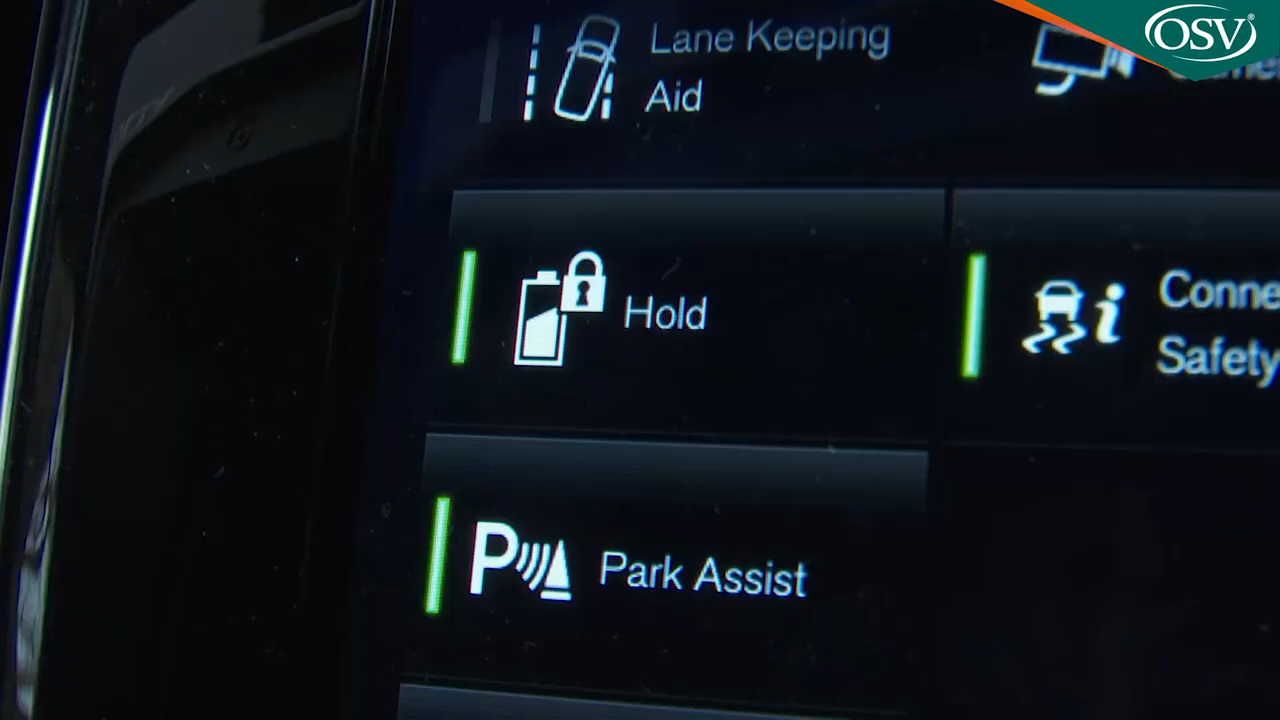 OSV®
Lane Keeping
Aid
Hold
Conne
Safety
P
Park Assist